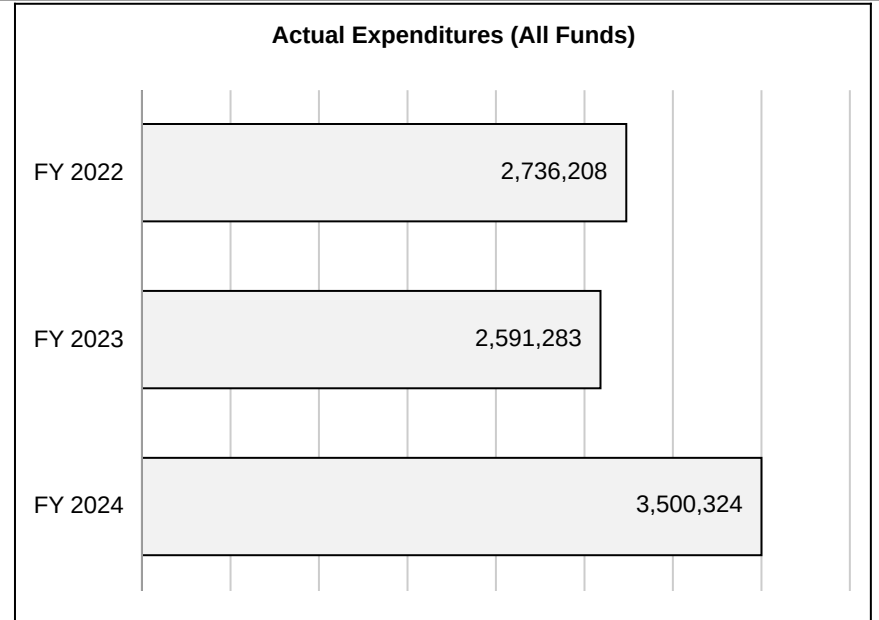 Actual Expenditures (All Funds)
FY 2022 2,736,208
FY 2023 2,591,283
FY 2024 3,500,324